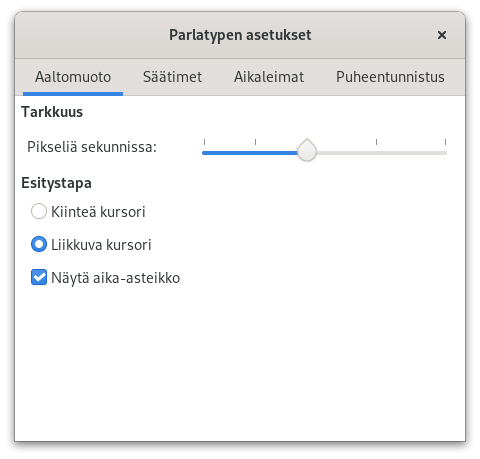 Parlatypen asetukset
Aaltomuoto Säätimet Aikaleimat Puheentunnistus
Tarkkuus
Pikseliä sekunnissa:
Esitystapa
Kiinteä kursori
Liikkuva kursori
Näytä aika-asteikko